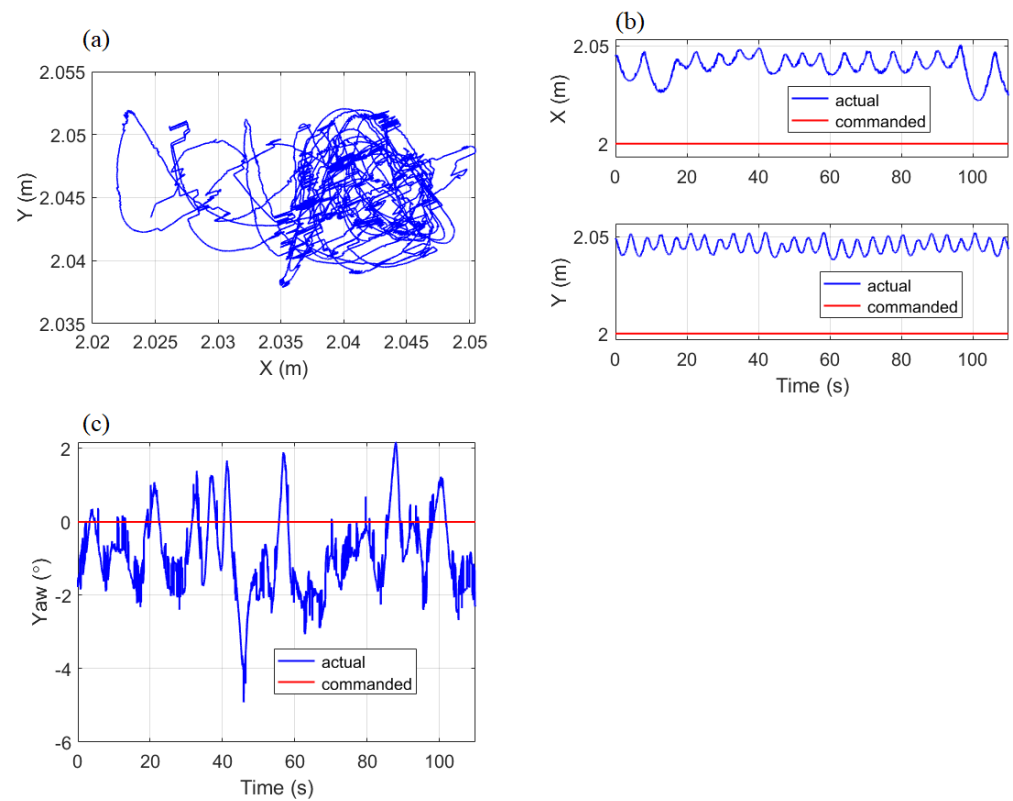 (a)
2.055
2.05
2.045
2.04
2.035
Y (m)
2.02 2.025 2.03 2.035 2.04 2.045 2.05
X (m)
(b)
2.05
2
X (m)
actual
commanded
0 20 40 60 80 100
2.05
2
Y (m)
actual
commanded
0 20 40 60 80 100
Time (s)
(c)
2
0
-2
-4
-6
Yaw (°)
actual
commanded
0 20 40 60 80 100
Time (s)